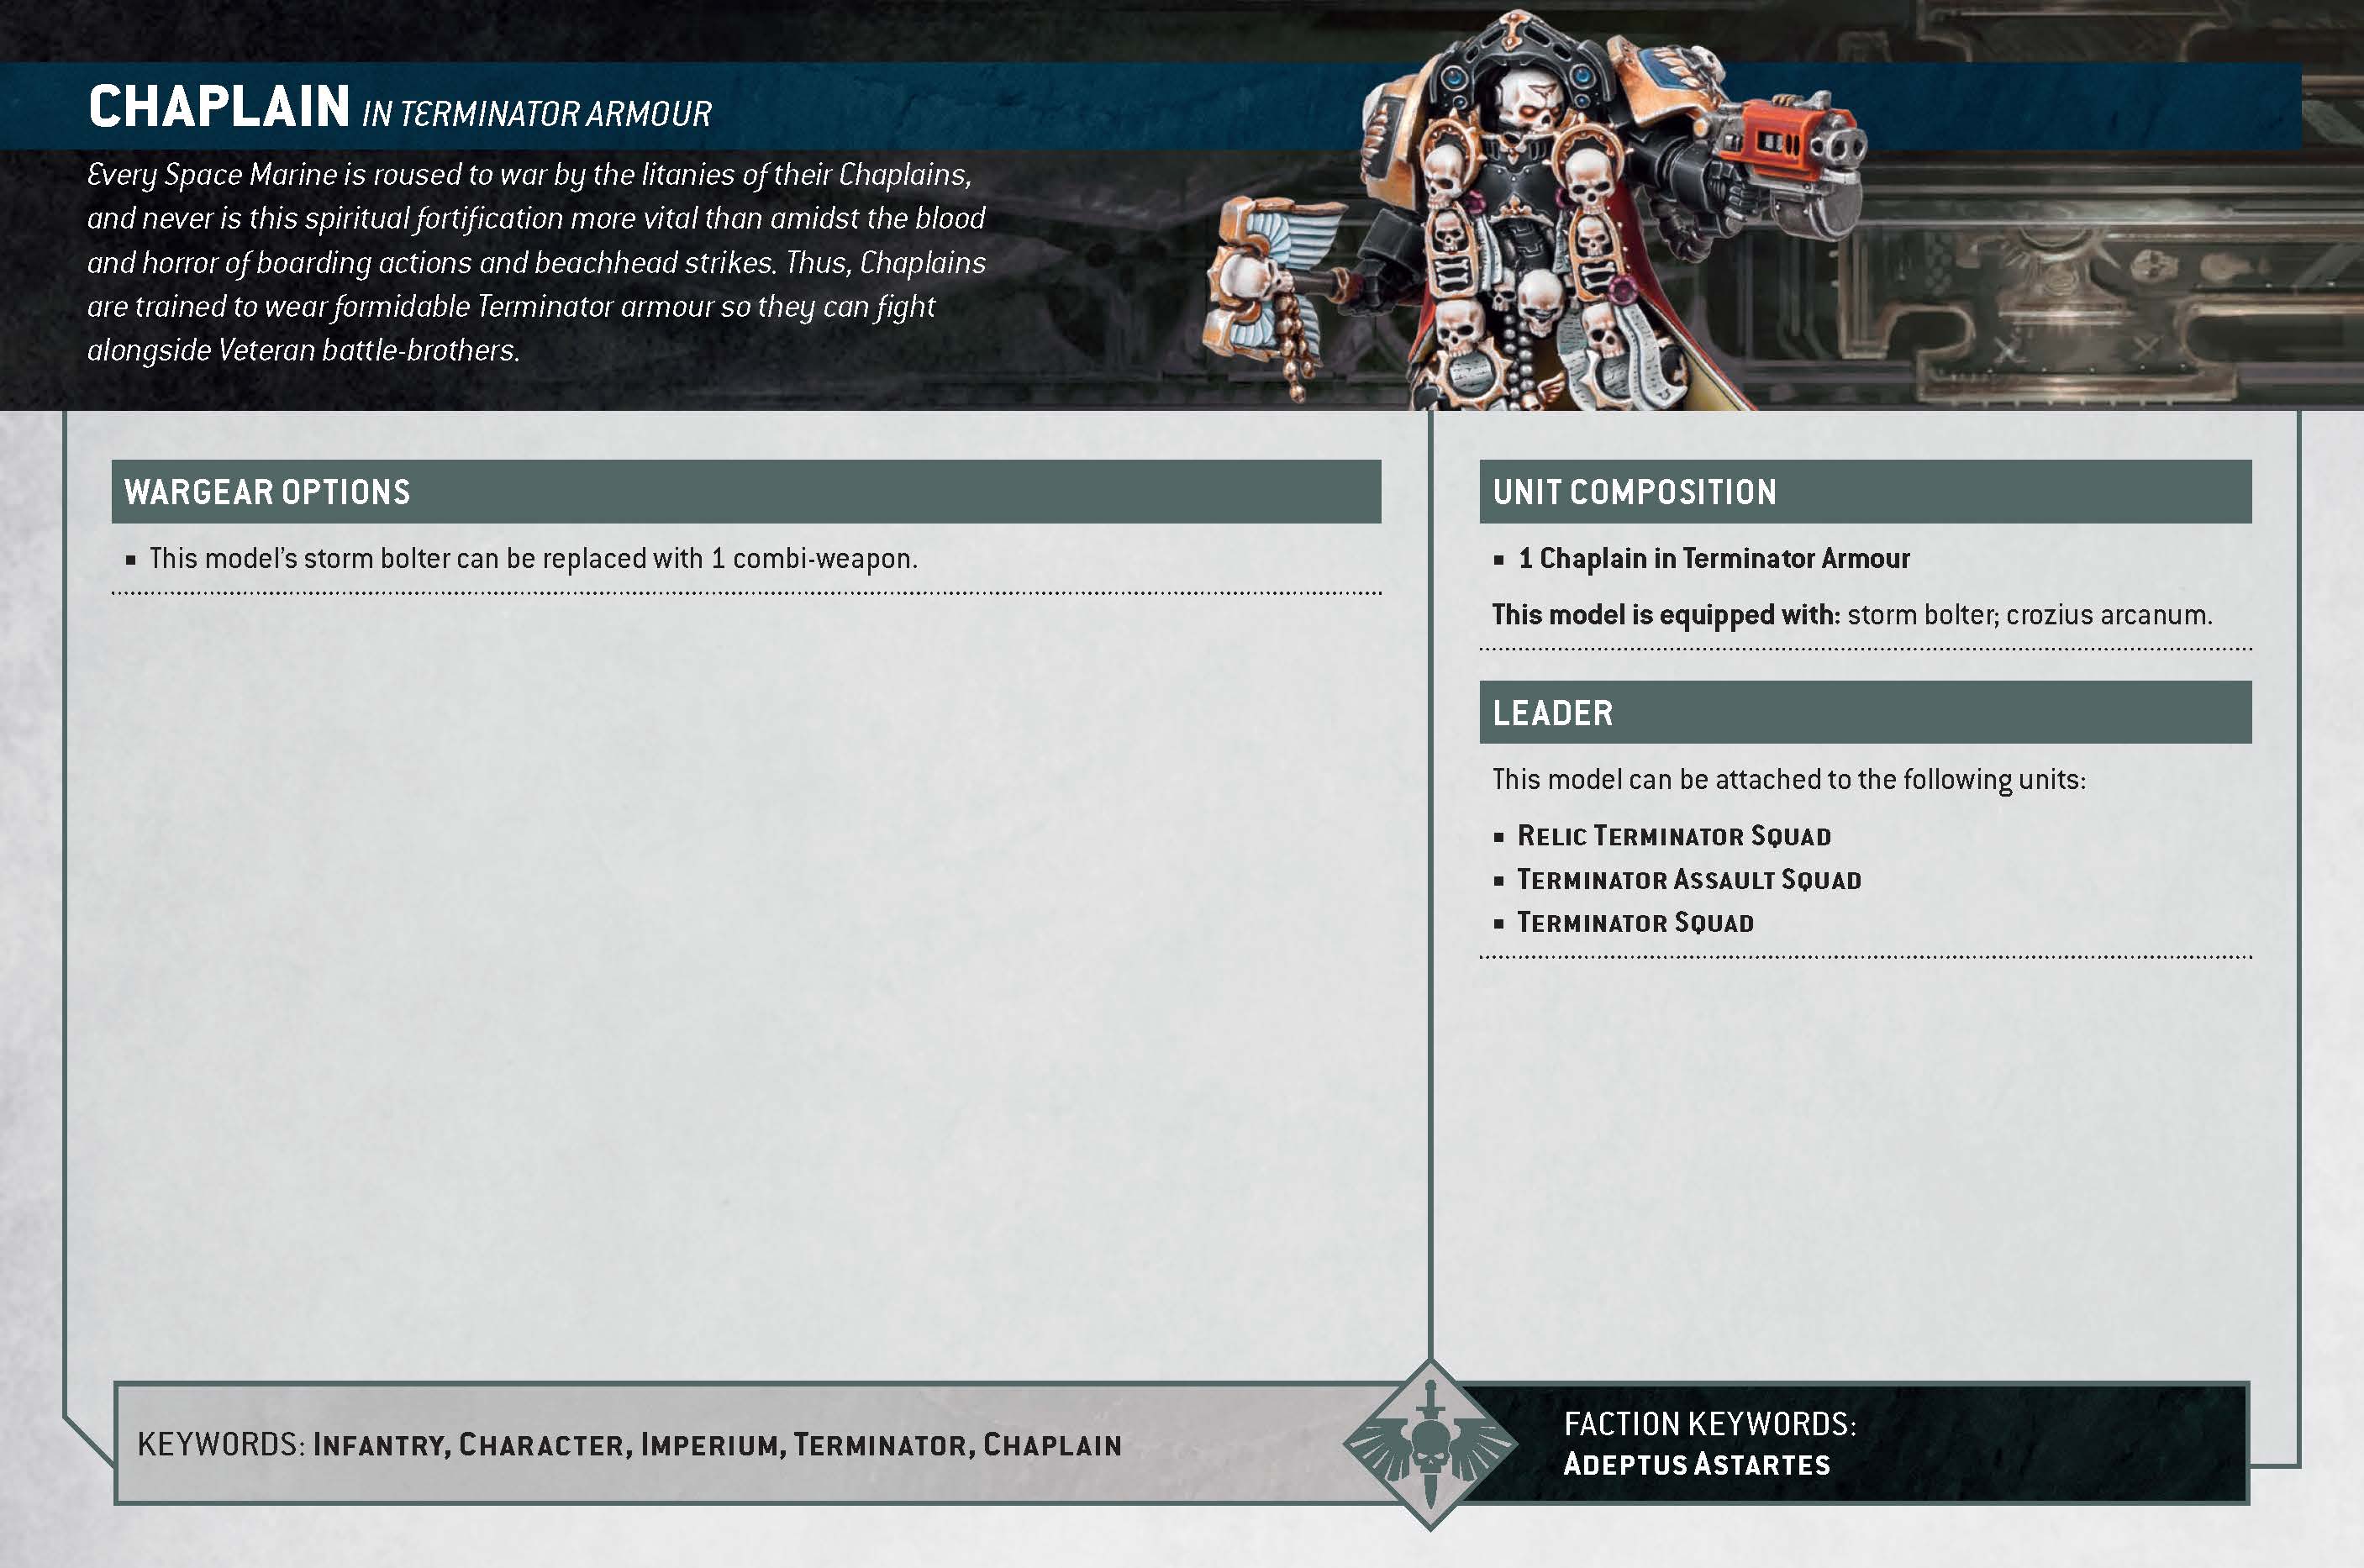 CHAPLAIN IN TERMINATOR ARMOUR
Every Space Marine is roused to war by the litanies of their Chaplains,
and never is this spiritual fortification more vital than amidst the blood
and horror of boarding actions and beachhead strikes. Thus, Chaplains
are trained to wear formidable Terminator armour so they can fight
alongside Veteran battle-brothers.
WARGEAR OPTIONS
▪ This model's storm bolter can be replaced with 1 combi-weapon.
UNIT COMPOSITION
▪ 1 Chaplain in Terminator Armour
This model is equipped with: storm bolter; crozius arcanum.
LEADER
This model can be attached to the following units:
▪ Relic Terminator Squad
▪ Terminator Assault Squad
▪ Terminator Squad
KEYWORDS: Infantry, Character, Imperium, Terminator, Chaplain
FACTION KEYWORDS:
Adeptus Astartes